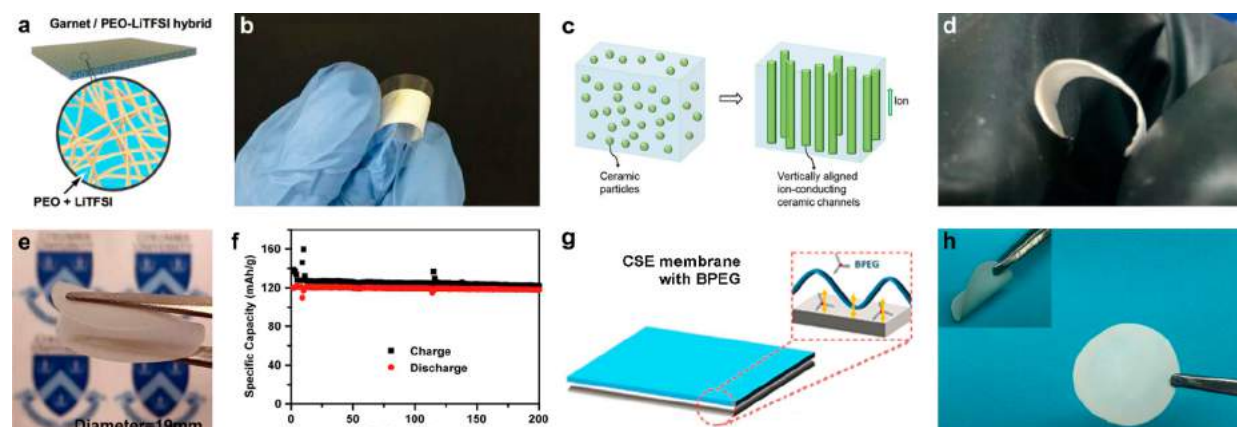 a
Garnet / PEO-LiTFSI hybrid
PEO + LiTFSI
b
c
Ceramic
particles
Ion
Vertically aligned
ion-conducting
ceramic channels
d
e
Diameter=19mm
f
Specific Capacity (mAh/g)
160
120
80
40
0
Charge
Discharge
0
50
100
150
200
g
CSE membrane
with BPEG
BPEG
h